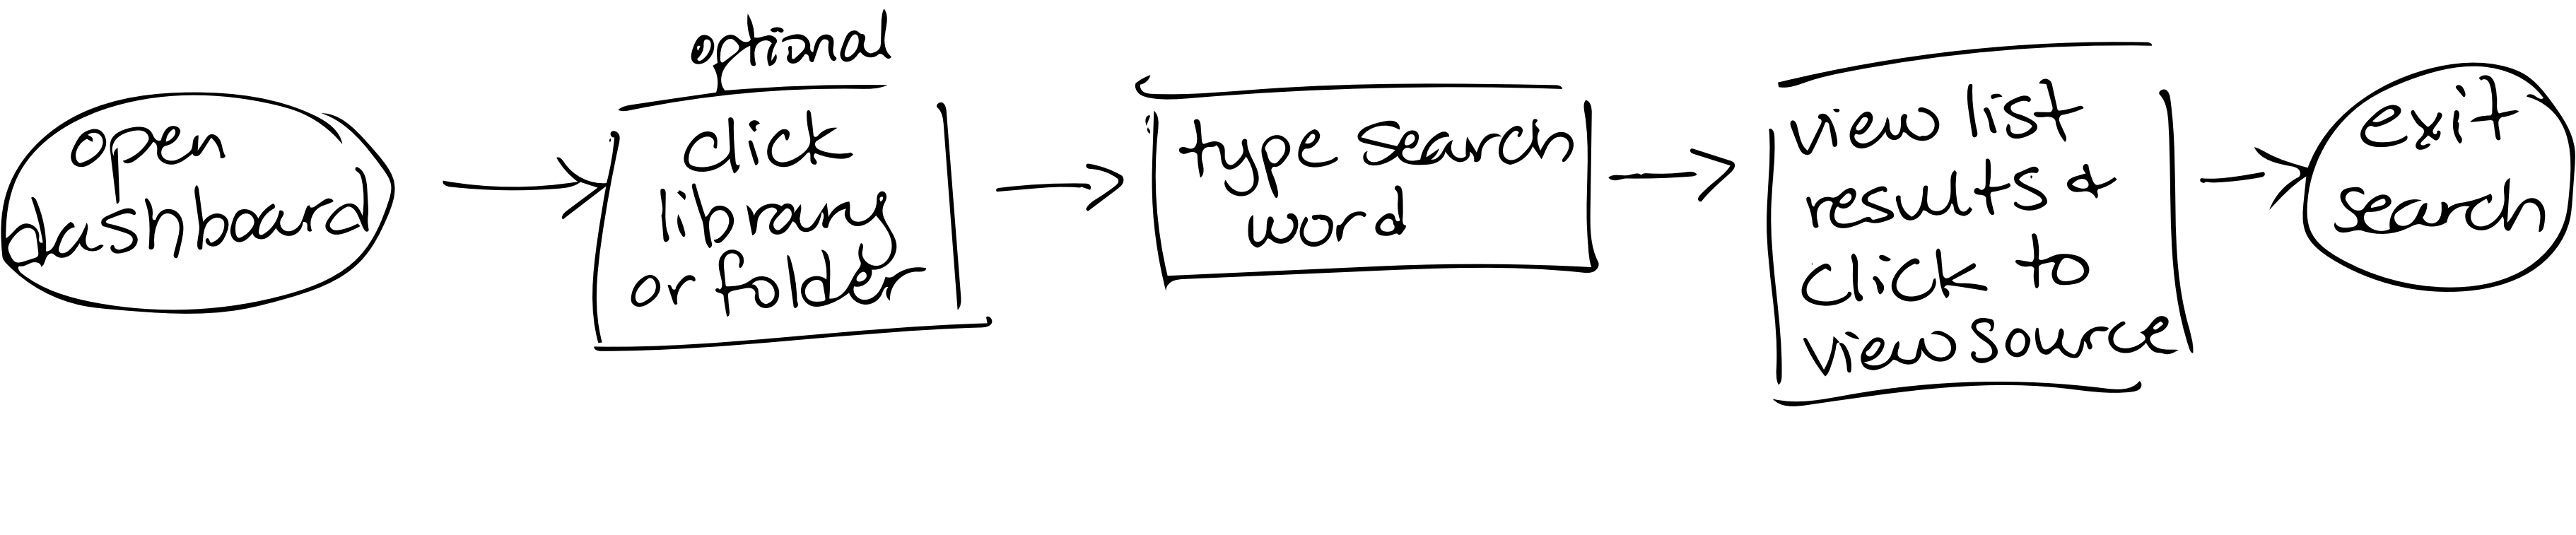 open
dashboard
optional
click
library
or folder
type search
word
view list
results &
click to
view source
exit
search